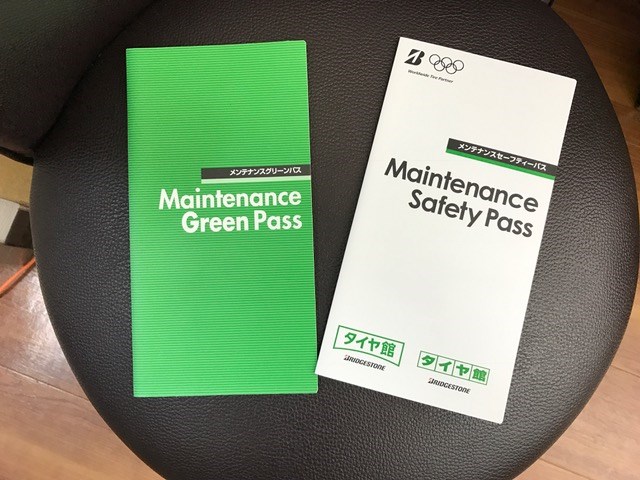 メンテナンスグリーンパス
Maintenance
Green Pass
B
Worldwide Tire Partner
メンテナンスセーフティーパス
Maintenance
Safety Pass
タイヤ館
BRIDGESTONE
タイヤ館
BRIDGESTONE